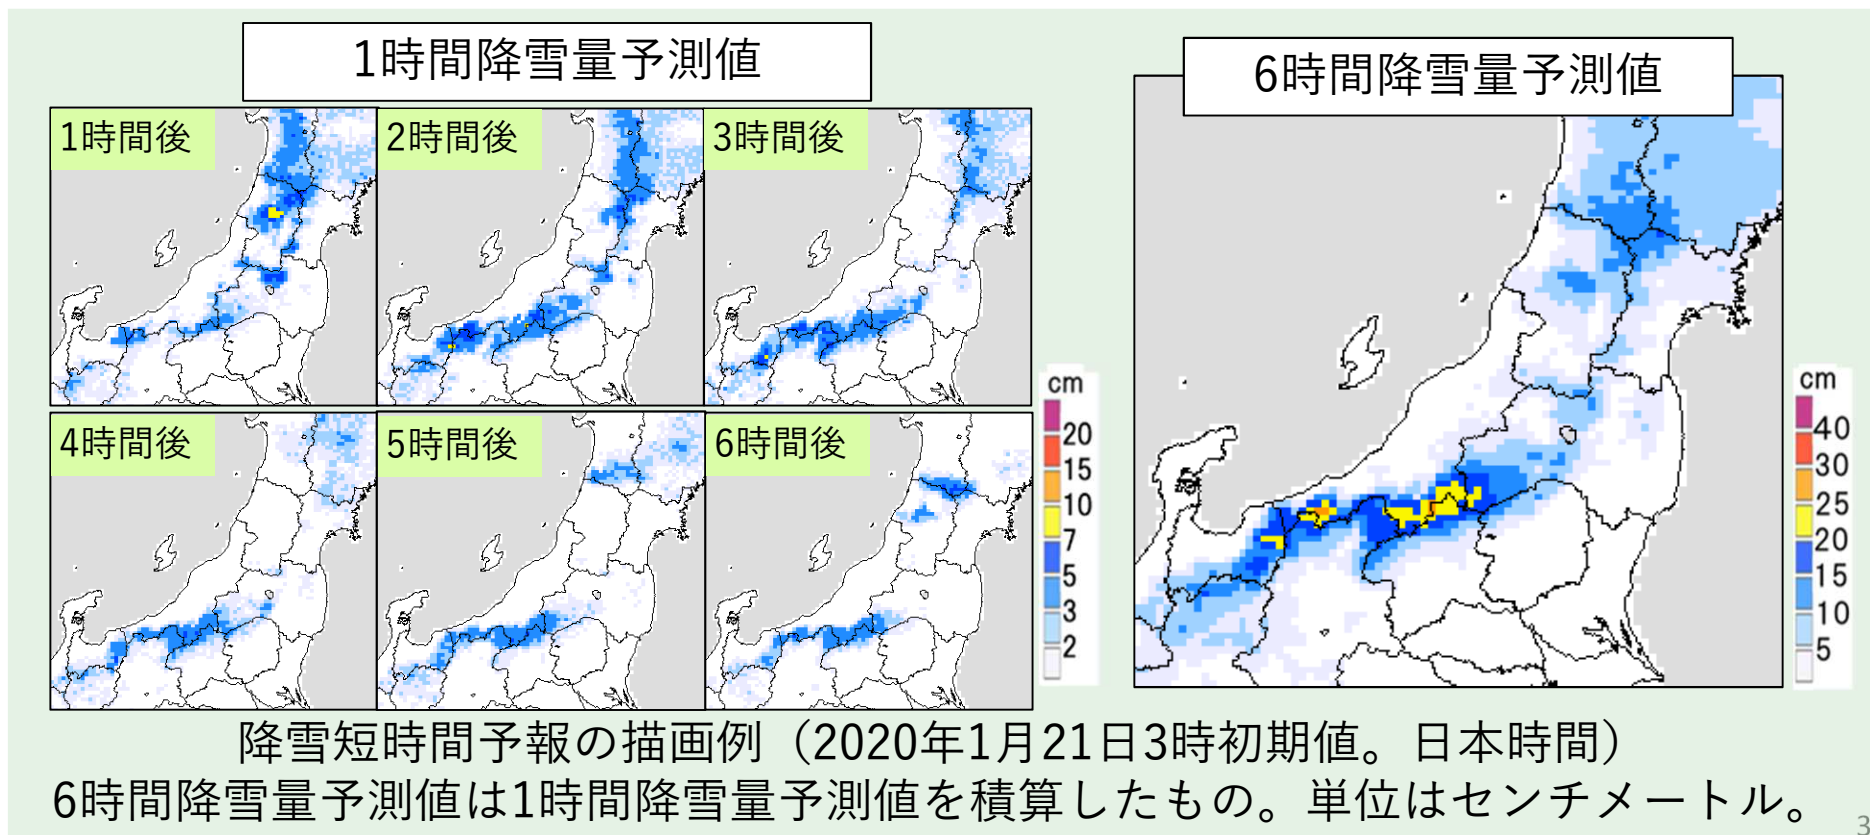 1時間降雪量予測値
6時間降雪量予測値
1時間後
2時間後
3時間後
4時間後
5時間後
6時間後
cm
20
15
10
7
5
3
2
cm
40
30
25
20
15
10
5
降雪短時間予報の描画例（2020年1月21日3時初期値。日本時間）
6時間降雪量予測値は1時間降雪量予測値を積算したもの。単位はセンチメートル。
3